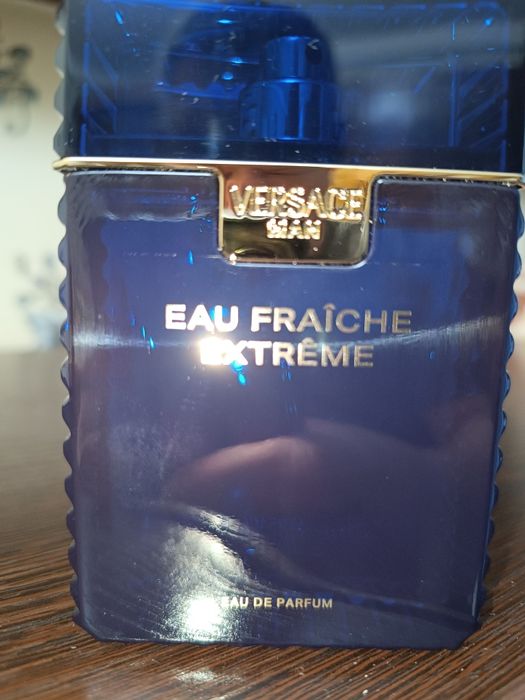 VERSACE
MAN
EAU FRAÎCHE
EXTRÊME
EAU DE PARFUM